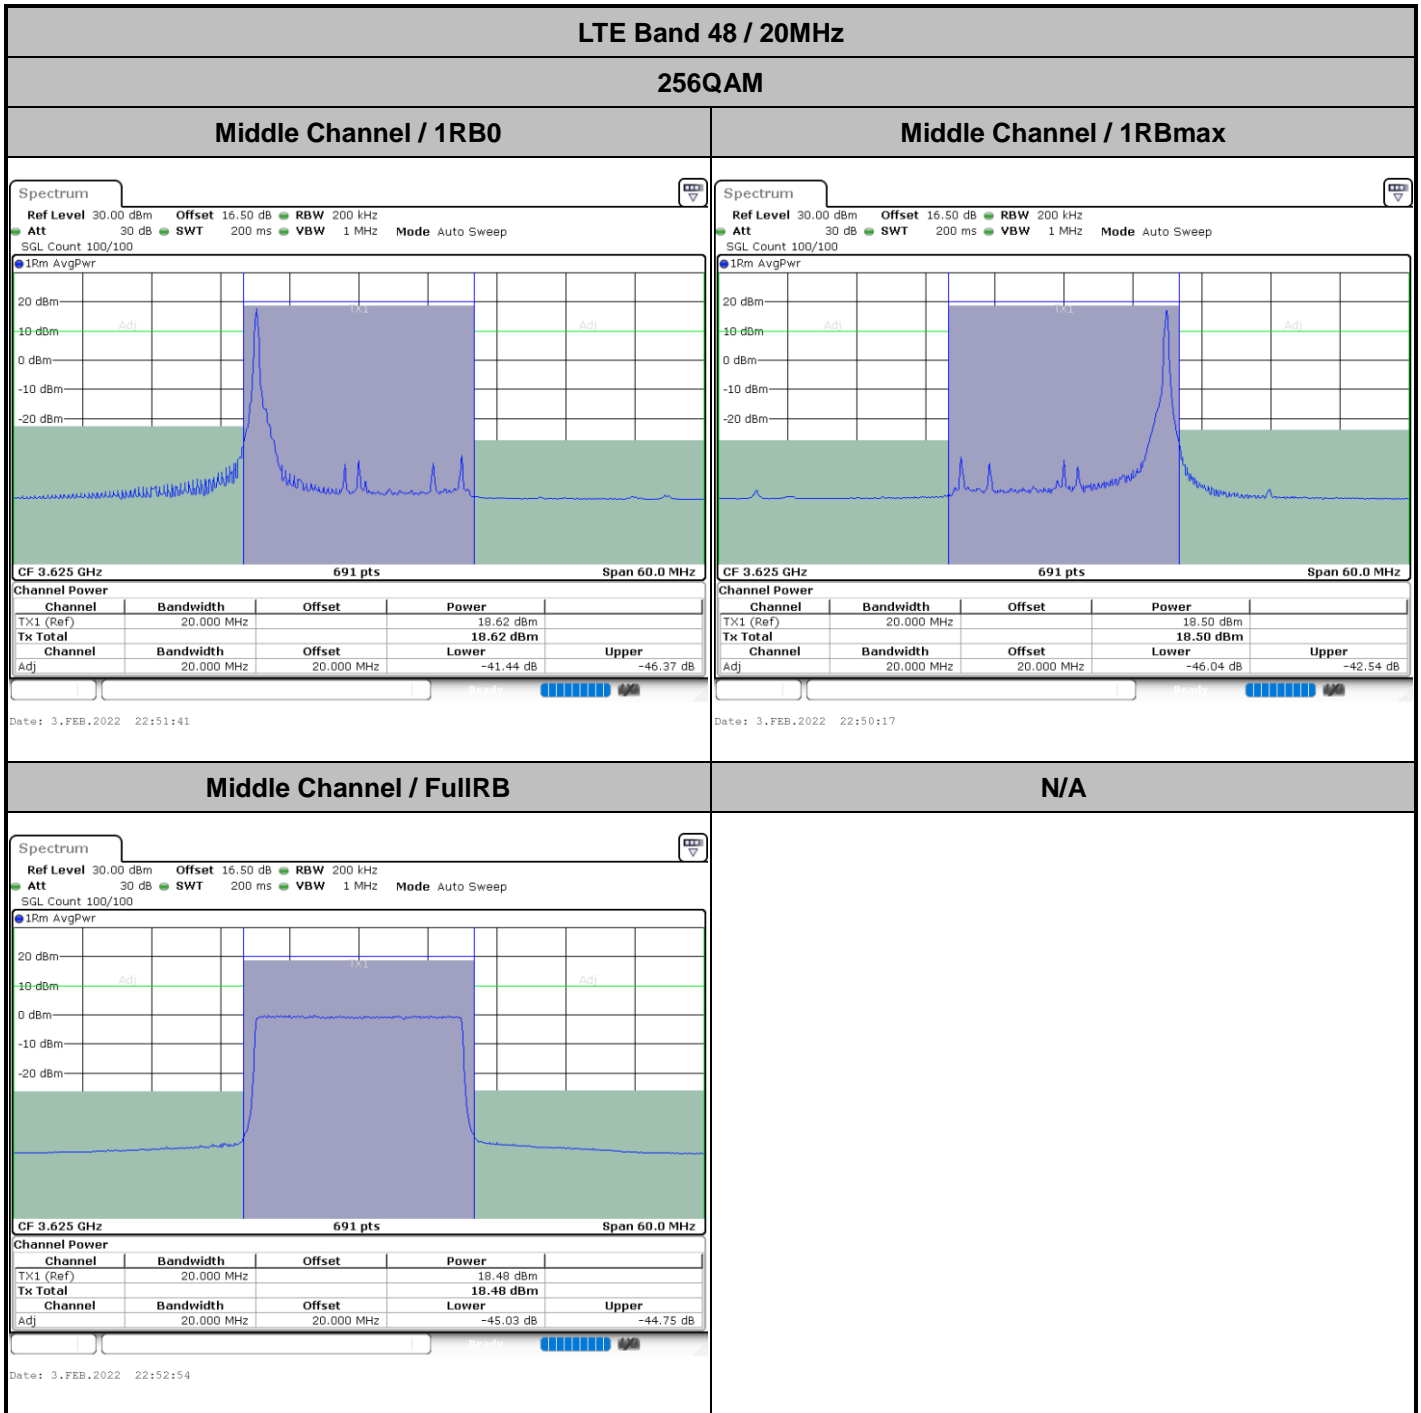 LTE Band 48 / 20MHz
256QAM
Middle Channel / 1RB0
Middle Channel / 1RBmax
Spectrum
Ref Level 30.00 dBm Offset 16.50 dB RBW 200 kHz
Att 30 dB SWT 200 ms VBW 1 MHz Mode Auto Sweep
SGL Count 100/100
1Rm AvgPwr
20 dBm
10 dBm
0 dBm
-10 dBm
-20 dBm
Adj
TX1
Adj
CF 3.625 GHz 691 pts Span 60.0 MHz
Channel Power
Channel Bandwidth Offset Power
TX1 (Ref) 20.000 MHz 18.62 dBm
Tx Total 18.62 dBm
Channel Bandwidth Offset Lower Upper
Adj 20.000 MHz 20.000 MHz -41.44 dB -46.37 dB
Ready
Date: 3.FEB.2022 22:51:41
Spectrum
Ref Level 30.00 dBm Offset 16.50 dB RBW 200 kHz
Att 30 dB SWT 200 ms VBW 1 MHz Mode Auto Sweep
SGL Count 100/100
1Rm AvgPwr
20 dBm
10 dBm
0 dBm
-10 dBm
-20 dBm
Adj
TX1
Adj
CF 3.625 GHz 691 pts Span 60.0 MHz
Channel Power
Channel Bandwidth Offset Power
TX1 (Ref) 20.000 MHz 18.50 dBm
Tx Total 18.50 dBm
Channel Bandwidth Offset Lower Upper
Adj 20.000 MHz 20.000 MHz -46.04 dB -42.54 dB
Ready
Date: 3.FEB.2022 22:50:17
Middle Channel / FullRB
N/A
Spectrum
Ref Level 30.00 dBm Offset 16.50 dB RBW 200 kHz
Att 30 dB SWT 200 ms VBW 1 MHz Mode Auto Sweep
SGL Count 100/100
1Rm AvgPwr
20 dBm
10 dBm
0 dBm
-10 dBm
-20 dBm
Adj
TX1
Adj
CF 3.625 GHz 691 pts Span 60.0 MHz
Channel Power
Channel Bandwidth Offset Power
TX1 (Ref) 20.000 MHz 18.48 dBm
Tx Total 18.48 dBm
Channel Bandwidth Offset Lower Upper
Adj 20.000 MHz 20.000 MHz -45.03 dB -44.75 dB
Ready
Date: 3.FEB.2022 22:52:54